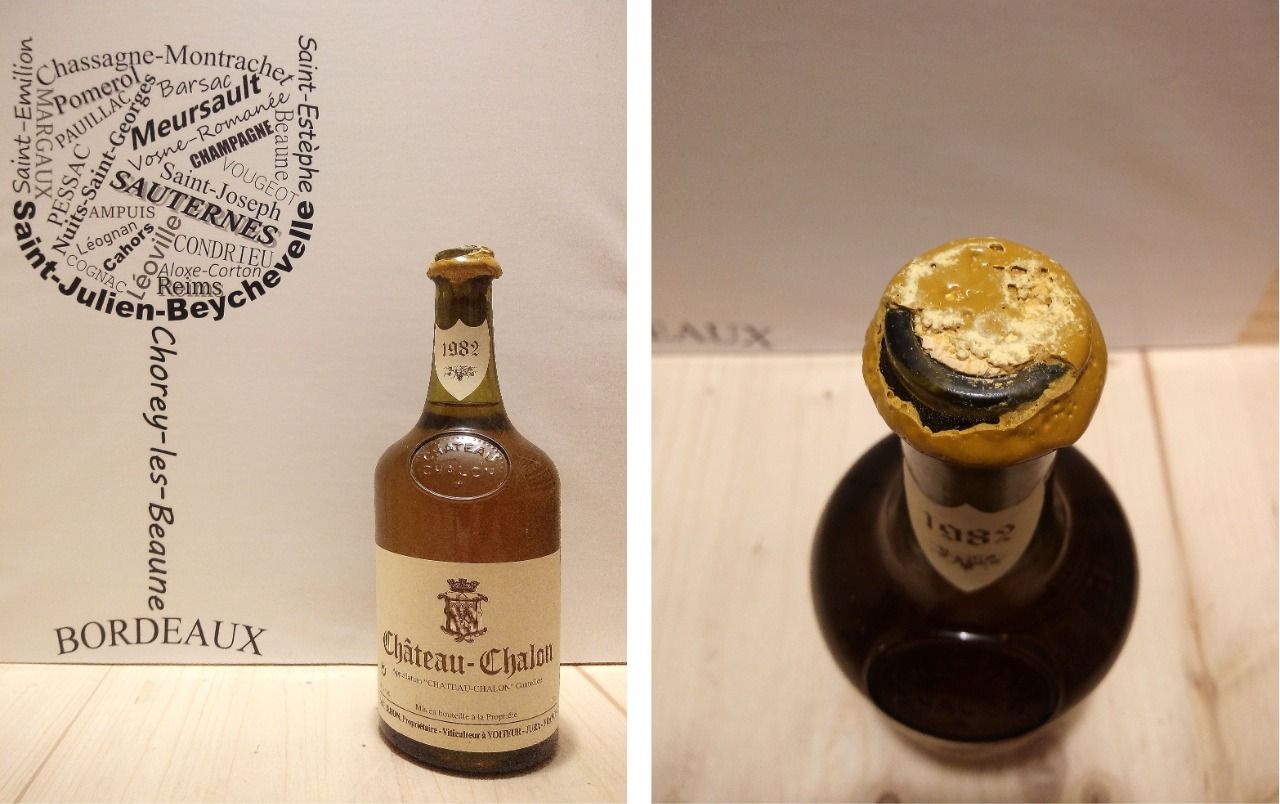 Saint-Emilion
Chassagne-Montrachet
Saint-Estèphe
MARGAUX
Pomerol
Barsac
PAUILLAC
Meursault
Nuits-Saint-Georges
Vosne-Romanée
CHAMPAGNE
Beaune
VOUGEOT
PESSAC
Saint-Joseph
SAUTERNES
AMPUIS
Léognan
Cahors
COGNAC
Léoville
CONDRIEU
Aloxe-Corton
Reims
Saint-Julien-Beychevelle
Chorey-les-Beaune
BORDEAUX
1982
CHATEAU
CHALON
Château-Chalon
Appellation "CHATEAU-CHALON" Contrôlée
Mis en bouteille à la Propriété
Propriétaire - Viticulteur à VOITEUR - JURA
EAUX
1982